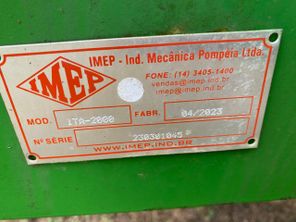 IMEP
IMEP - Ind. Mecânica Pompéia Ltda.
FONE: (14) 3405-1400
vendas@imep.ind.br
imep@imep.ind.br
MOD. ITA-2000 FABR. 04/2023
Nº SÉRIE 230301045
WWW.IMEP.IND.BR